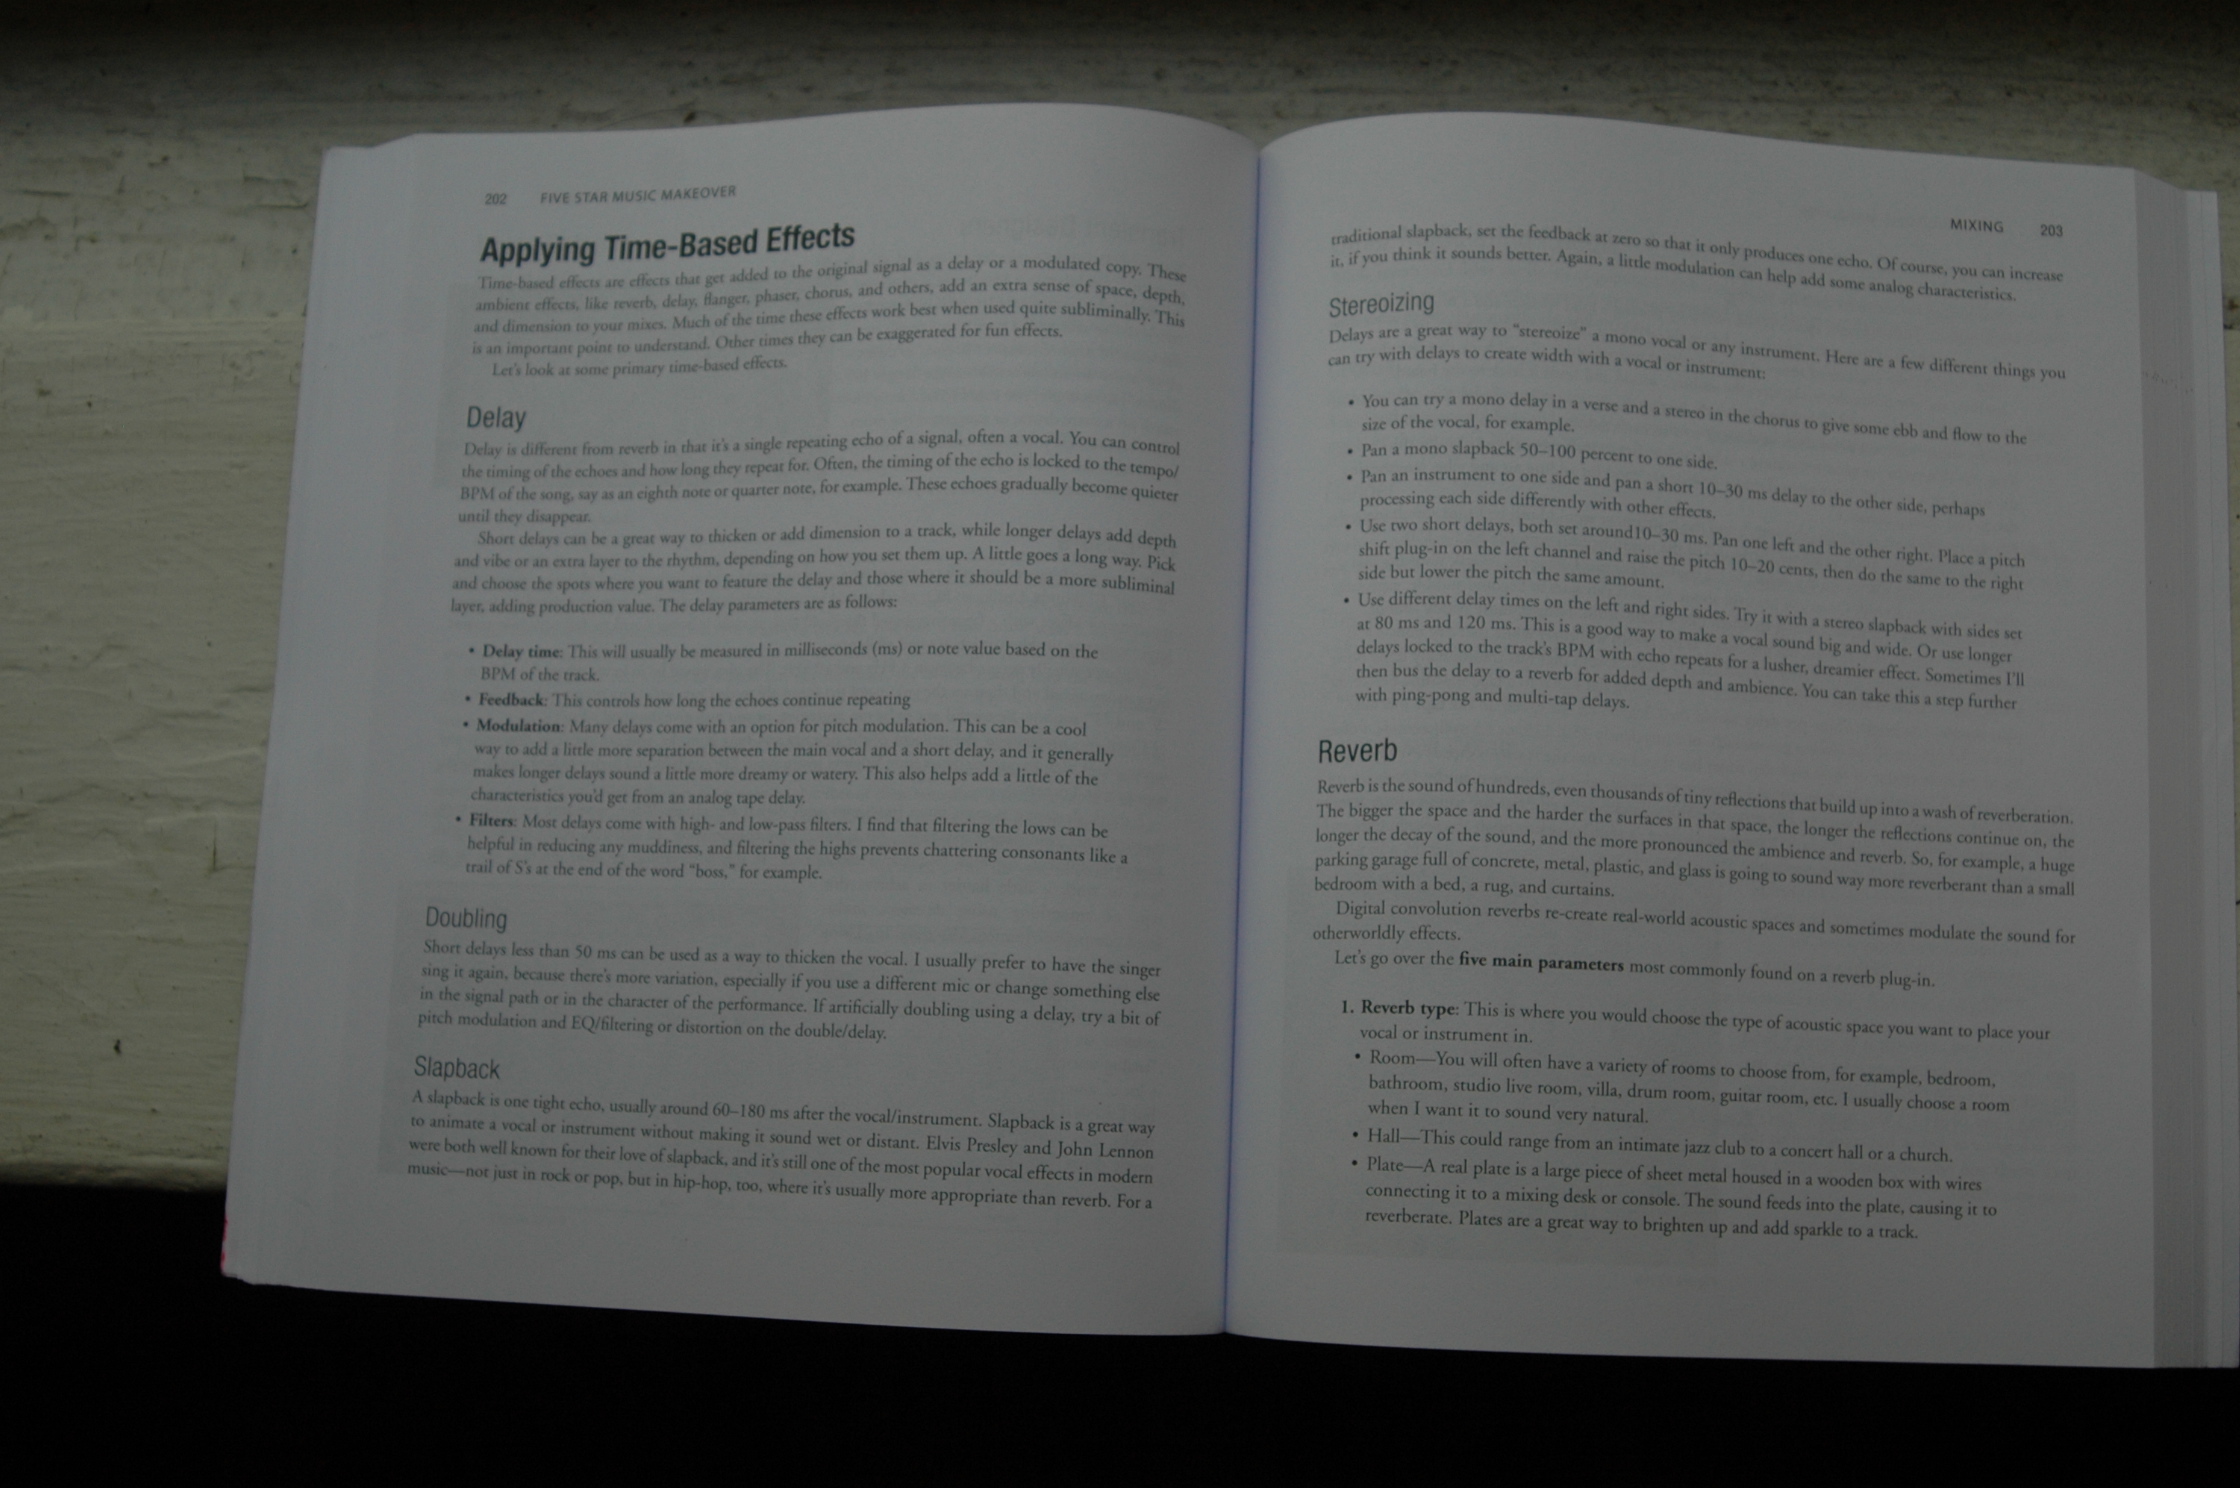 202 FIVE STAR MUSIC MAKEOVER
Applying Time-Based Effects
Time-based effects are effects that get added to the original signal as a delay or a modulated copy. These
ambient effects, like reverb, delay, flanger, phaser, chorus, and others, add an extra sense of space, depth,
and dimension to your mixes. Much of the time these effects work best when used quite subliminally. This
is an important point to understand. Other times they can be exaggerated for fun effects.
Let's look at some primary time-based effects.
Delay
Delay is different from reverb in that it's a single repeating echo of a signal, often a vocal. You can control
the timing of the echoes and how long they repeat for. Often, the timing of the echo is locked to the tempo/
BPM of the song, say as an eighth note or quarter note, for example. These echoes gradually become quieter
until they disappear.
Short delays can be a great way to thicken or add dimension to a track, while longer delays add depth
and vibe or an extra layer to the rhythm, depending on how you set them up. A little goes a long way. Pick
and choose the spots where you want to feature the delay and those where it should be a more subliminal
layer, adding production value. The delay parameters are as follows:
• Delay time: This will usually be measured in milliseconds (ms) or note value based on the
BPM of the track.
• Feedback: This controls how long the echoes continue repeating
• Modulation: Many delays come with an option for pitch modulation. This can be a cool
way to add a little more separation between the main vocal and a short delay, and it generally
makes longer delays sound a little more dreamy or watery. This also helps add a little of the
characteristics you'd get from an analog tape delay.
• Filters: Most delays come with high- and low-pass filters. I find that filtering the lows can be
helpful in reducing any muddiness, and filtering the highs prevents chattering consonants like a
trail of S's at the end of the word "boss," for example.
Doubling
Short delays less than 50 ms can be used as a way to thicken the vocal. I usually prefer to have the singer
sing it again, because there's more variation, especially if you use a different mic or change something else
in the signal path or in the character of the performance. If artificially doubling using a delay, try a bit of
pitch modulation and EQ/filtering or distortion on the double/delay.
Slapback
A slapback is one tight echo, usually around 60–180 ms after the vocal/instrument. Slapback is a great way
to animate a vocal or instrument without making it sound wet or distant. Elvis Presley and John Lennon
were both well known for their love of slapback, and it's still one of the most popular vocal effects in modern
music—not just in rock or pop, but in hip-hop, too, where it's usually more appropriate than reverb. For a
MIXING 203
traditional slapback, set the feedback at zero so that it only produces one echo. Of course, you can increase
it, if you think it sounds better. Again, a little modulation can help add some analog characteristics.
Stereoizing
Delays are a great way to "stereoize" a mono vocal or any instrument. Here are a few different things you
can try with delays to create width with a vocal or instrument:
• You can try a mono delay in a verse and a stereo in the chorus to give some ebb and flow to the
size of the vocal, for example.
• Pan a mono slapback 50–100 percent to one side.
• Pan an instrument to one side and pan a short 10–30 ms delay to the other side, perhaps
processing each side differently with other effects.
• Use two short delays, both set around10–30 ms. Pan one left and the other right. Place a pitch
shift plug-in on the left channel and raise the pitch 10–20 cents, then do the same to the right
side but lower the pitch the same amount.
• Use different delay times on the left and right sides. Try it with a stereo slapback with sides set
at 80 ms and 120 ms. This is a good way to make a vocal sound big and wide. Or use longer
delays locked to the track's BPM with echo repeats for a lusher, dreamier effect. Sometimes I'll
then bus the delay to a reverb for added depth and ambience. You can take this a step further
with ping-pong and multi-tap delays.
Reverb
Reverb is the sound of hundreds, even thousands of tiny reflections that build up into a wash of reverberation.
The bigger the space and the harder the surfaces in that space, the longer the reflections continue on, the
longer the decay of the sound, and the more pronounced the ambience and reverb. So, for example, a huge
parking garage full of concrete, metal, plastic, and glass is going to sound way more reverberant than a small
bedroom with a bed, a rug, and curtains.
Digital convolution reverbs re-create real-world acoustic spaces and sometimes modulate the sound for
otherworldly effects.
Let's go over the five main parameters most commonly found on a reverb plug-in.
1. Reverb type: This is where you would choose the type of acoustic space you want to place your
vocal or instrument in.
• Room—You will often have a variety of rooms to choose from, for example, bedroom,
bathroom, studio live room, villa, drum room, guitar room, etc. I usually choose a room
when I want it to sound very natural.
• Hall—This could range from an intimate jazz club to a concert hall or a church.
• Plate—A real plate is a large piece of sheet metal housed in a wooden box with wires
connecting it to a mixing desk or console. The sound feeds into the plate, causing it to
reverberate. Plates are a great way to brighten up and add sparkle to a track.